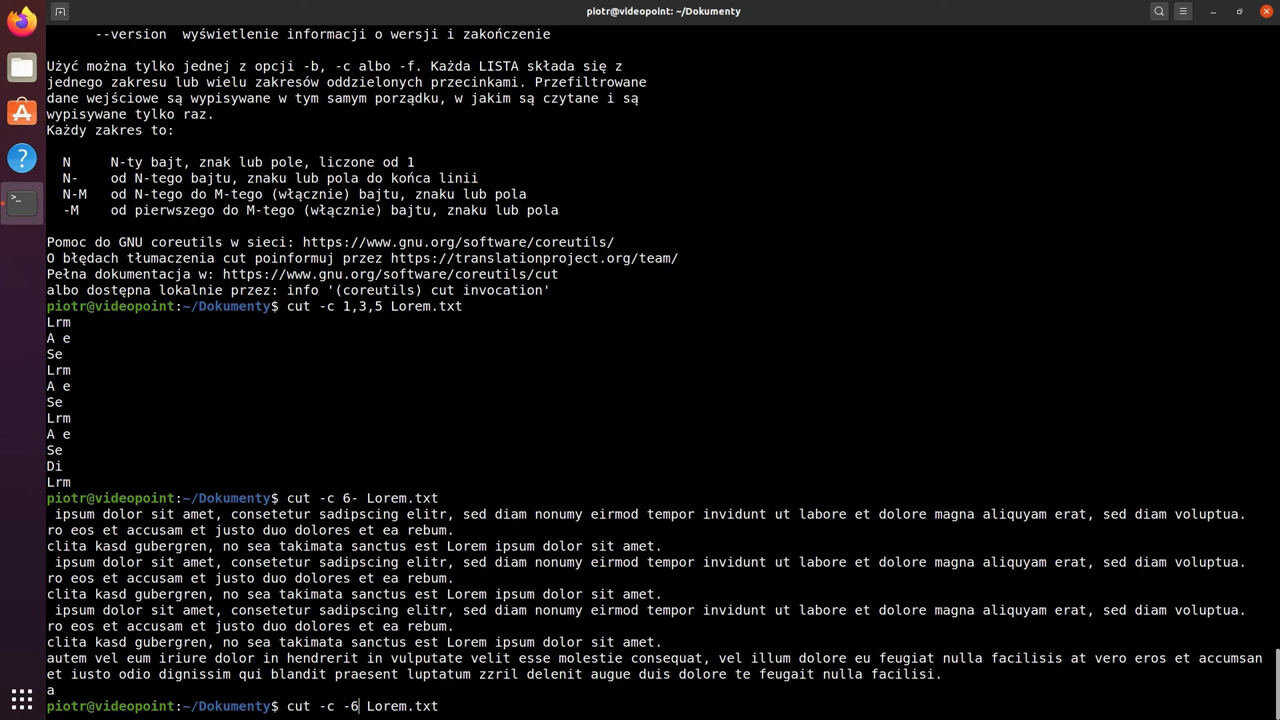 piotr@videopoint: ~/Dokumenty
--version  wyświetlenie informacji o wersji i zakończenie
Użyć można tylko jednej z opcji -b, -c albo -f. Każda LISTA składa się z
jednego zakresu lub wielu zakresów oddzielonych przecinkami. Przefiltrowane
dane wejściowe są wypisywane w tym samym porządku, w jakim są czytane i są
wypisywane tylko raz.
Każdy zakres to:
N     N-ty bajt, znak lub pole, liczone od 1
N-    od N-tego bajtu, znaku lub pola do końca linii
N-M   od N-tego do M-tego (włącznie) bajtu, znaku lub pola
-M    od pierwszego do M-tego (włącznie) bajtu, znaku lub pola
Pomoc do GNU coreutils w sieci: https://www.gnu.org/software/coreutils/
O błędach tłumaczenia cut poinformuj przez https://translationproject.org/team/
Pełna dokumentacja w: https://www.gnu.org/software/coreutils/cut
albo dostępna lokalnie przez: info '(coreutils) cut invocation'
piotr@videopoint:~/Dokumenty$ cut -c 1,3,5 Lorem.txt
Lrm
A e
Se
Lrm
A e
Se
Lrm
A e
Se
Di
Lrm
piotr@videopoint:~/Dokumenty$ cut -c 6- Lorem.txt
ipsum dolor sit amet, consetetur sadipscing elitr, sed diam nonumy eirmod tempor invidunt ut labore et dolore magna aliquyam erat, sed diam voluptua.
ro eos et accusam et justo duo dolores et ea rebum.
clita kasd gubergren, no sea takimata sanctus est Lorem ipsum dolor sit amet.
ipsum dolor sit amet, consetetur sadipscing elitr, sed diam nonumy eirmod tempor invidunt ut labore et dolore magna aliquyam erat, sed diam voluptua.
ro eos et accusam et justo duo dolores et ea rebum.
clita kasd gubergren, no sea takimata sanctus est Lorem ipsum dolor sit amet.
ipsum dolor sit amet, consetetur sadipscing elitr, sed diam nonumy eirmod tempor invidunt ut labore et dolore magna aliquyam erat, sed diam voluptua.
ro eos et accusam et justo duo dolores et ea rebum.
clita kasd gubergren, no sea takimata sanctus est Lorem ipsum dolor sit amet.
autem vel eum iriure dolor in hendrerit in vulputate velit esse molestie consequat, vel illum dolore eu feugiat nulla facilisis at vero eros et accumsan
et iusto odio dignissim qui blandit praesent luptatum zzril delenit augue duis dolore te feugait nulla facilisi.
a
piotr@videopoint:~/Dokumenty$ cut -c -6 Lorem.txt